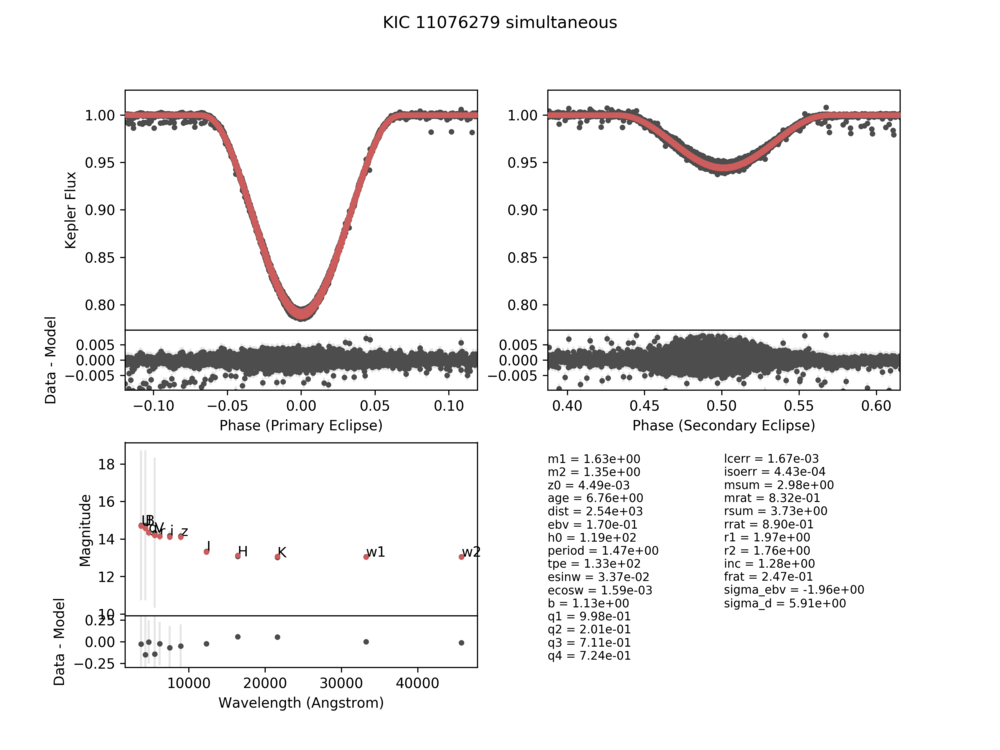 KIC 11076279 simultaneous
1.00
0.95
0.90
0.85
0.80
Kepler Flux
0.005
0.000
−0.005
Data - Model
−0.10
−0.05
0.00
0.05
0.10
Phase (Primary Eclipse)
1.00
0.95
0.90
0.85
0.80
0.005
0.000
−0.005
0.40
0.45
0.50
0.55
0.60
Phase (Secondary Eclipse)
18
16
14
12
10
Magnitude
U
B
g
V
r
i
z
J
H
K
w1
w2
0.25
0.00
−0.25
Data - Model
10000
20000
30000
40000
Wavelength (Angstrom)
m1 = 1.63e+00
m2 = 1.35e+00
z0 = 4.49e-03
age = 6.76e+00
dist = 2.54e+03
ebv = 1.70e-01
h0 = 1.19e+02
period = 1.47e+00
tpe = 1.33e+02
esinw = 3.37e-02
ecosw = 1.59e-03
b = 1.13e+00
q1 = 9.98e-01
q2 = 2.01e-01
q3 = 7.11e-01
q4 = 7.24e-01
lcerr = 1.67e-03
isoerr = 4.43e-04
msum = 2.98e+00
mrat = 8.32e-01
rsum = 3.73e+00
rrat = 8.90e-01
r1 = 1.97e+00
r2 = 1.76e+00
inc = 1.28e+00
frat = 2.47e-01
sigma_ebv = -1.96e+00
sigma_d = 5.91e+00